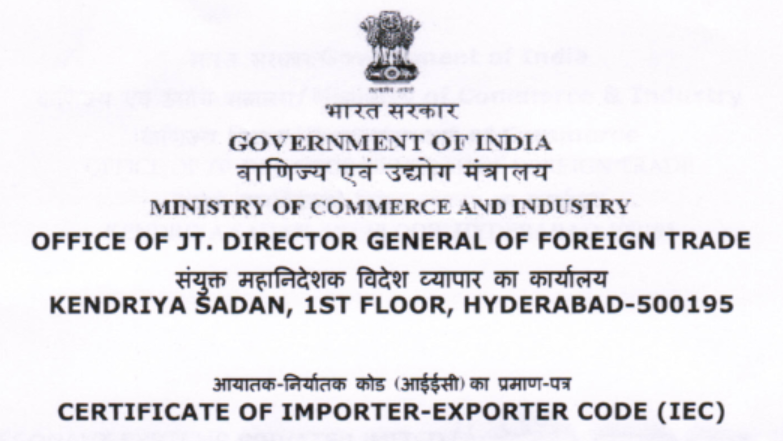 भारत सरकार
GOVERNMENT OF INDIA
वाणिज्य एवं उद्योग मंत्रालय
MINISTRY OF COMMERCE AND INDUSTRY
OFFICE OF JT. DIRECTOR GENERAL OF FOREIGN TRADE
संयुक्त महानिदेशक विदेश व्यापार का कार्यालय
KENDRIYA SADAN, 1ST FLOOR, HYDERABAD-500195
आयातक-निर्यातक कोड (आईईसी) का प्रमाण-पत्र
CERTIFICATE OF IMPORTER-EXPORTER CODE (IEC)